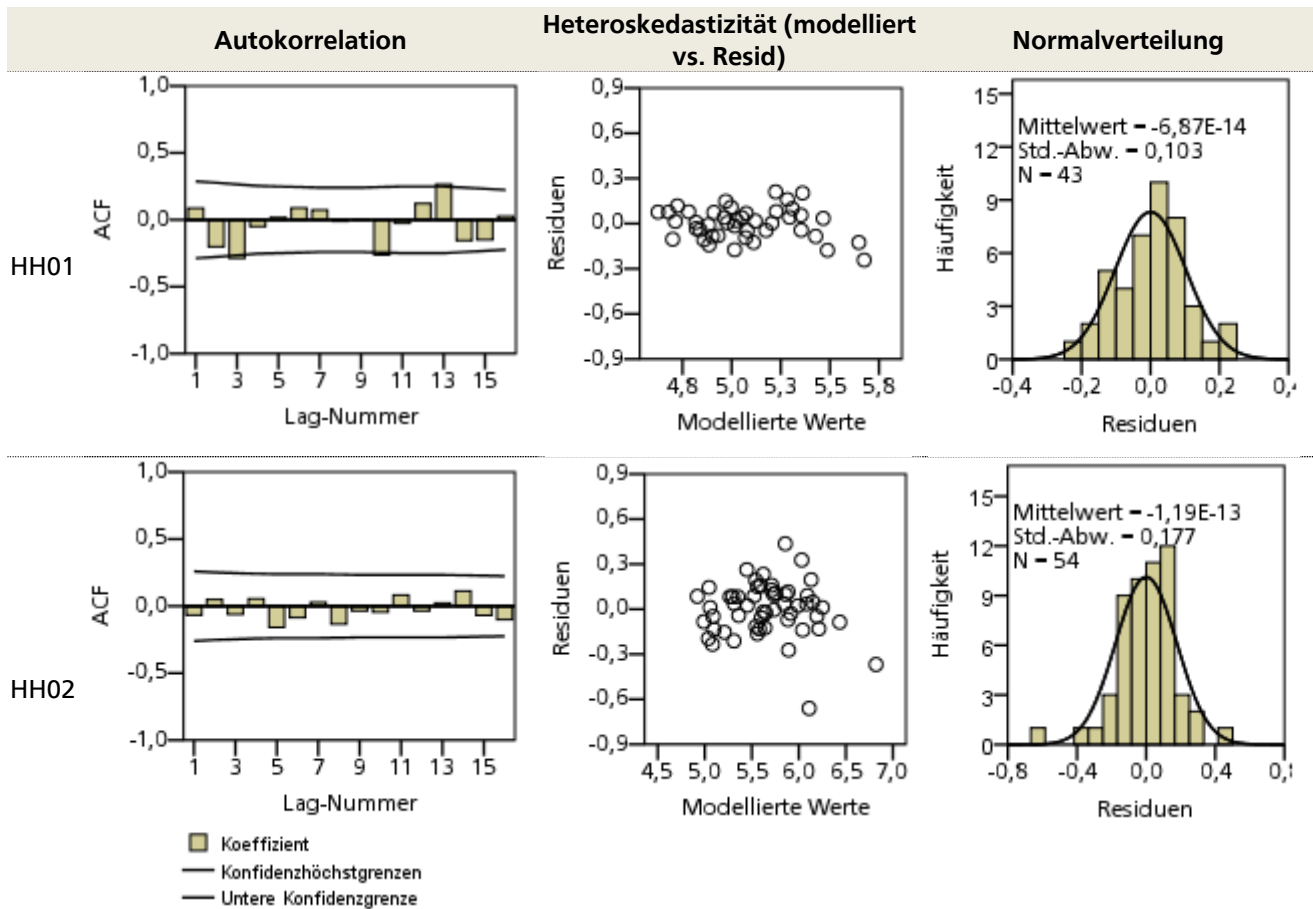 Autokorrelation
Heteroskedastizität (modelliert
vs. Resid)
Normalverteilung
HH01
1,0
0,5
0,0
-0,5
-1,0
ACF
1 3 5 7 9 11 13 15
Lag-Nummer
0,9
0,6
0,3
0,0
-0,3
-0,6
-0,9
Residuen
4,8 5,0 5,3 5,5 5,8
Modellierte Werte
15
12
9
6
3
0
Häufigkeit
Mittelwert = -6,87E-14
Std.-Abw. = 0,103
N = 43
-0,4 -0,2 0,0 0,2
Residuen
HH02
1,0
0,5
0,0
-0,5
-1,0
ACF
1 3 5 7 9 11 13 15
Lag-Nummer
0,9
0,6
0,3
0,0
-0,3
-0,6
-0,9
Residuen
4,5 5,0 5,5 6,0 6,5 7,0
Modellierte Werte
15
12
9
6
3
0
Häufigkeit
Mittelwert = -1,19E-13
Std.-Abw. = 0,177
N = 54
-0,8 -0,4 0,0 0,4
Residuen
Koeffizient
Konfidenzhöchstgrenzen
Untere Konfidenzgrenze